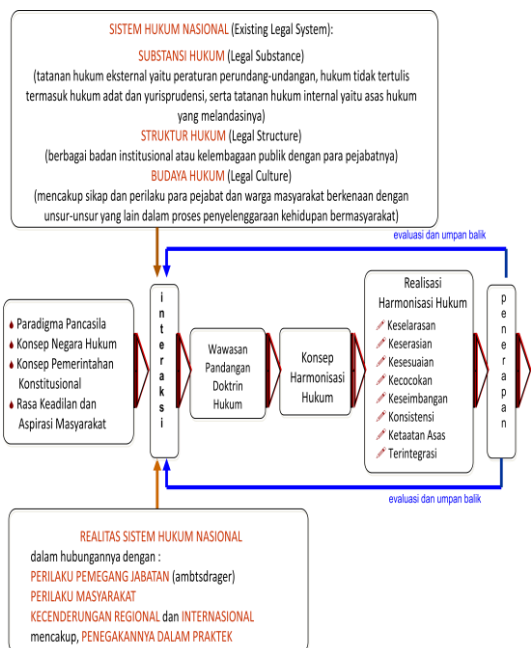 SISTEM HUKUM NASIONAL (Existing Legal System):
SUBSTANSI HUKUM (Legal Substance)
(tatanan hukum eksternal yaitu peraturan perundang-undangan, hukum tidak tertulis
termasuk hukum adat dan yurisprudensi, serta tatanan hukum internal yaitu asas hukum
yang melandasinya)
STRUKTUR HUKUM (Legal Structure)
(berbagai badan institusional atau kelembagaan publik dengan para pejabatnya)
BUDAYA HUKUM (Legal Culture)
(mencakup sikap dan perilaku para pejabat dan warga masyarakat berkenaan dengan
unsur-unsur yang lain dalam proses penyelenggaraan kehidupan bermasyarakat)
evaluasi dan umpan balik
Paradigma Pancasila
Konsep Negara Hukum
Konsep Pemerintahan
Konstitusional
Rasa Keadilan dan
Aspirasi Masyarakat
i
n
t
e
r
a
k
s
i
Wawasan
Pandangan
Doktrin
Hukum
Konsep
Harmonisasi
Hukum
Realisasi
Harmonisasi Hukum
Keselarasan
Keserasian
Kesesuaian
Kecocokan
Keseimbangan
Konsistensi
Ketaatan Asas
Terintegrasi
p
e
n
e
r
a
p
a
n
evaluasi dan umpan balik
REALITAS SISTEM HUKUM NASIONAL
dalam hubungannya dengan :
PERILAKU PEMEGANG JABATAN (ambtsdrager)
PERILAKU MASYARAKAT
KECENDERUNGAN REGIONAL dan INTERNASIONAL
mencakup, PENEGAKANNYA DALAM PRAKTEK